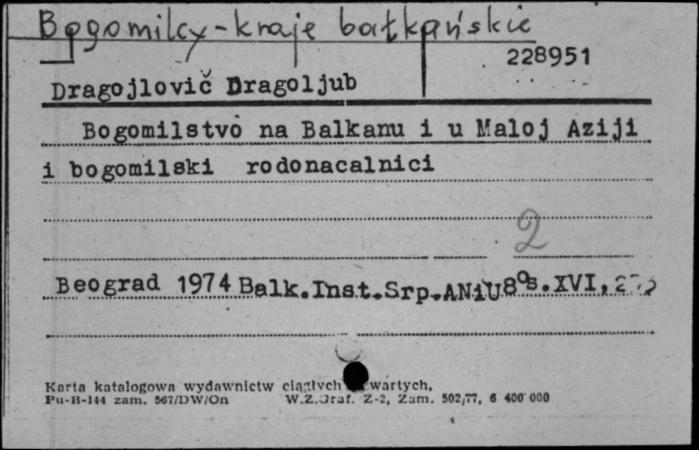 Bogomilcy-kraje bałkańskie
228951
Dragojlovič Dragoljub
Bogomilstvo na Balkanu i u Maloj Aziji
i bogomilski rodonacalnici
2
Beograd 1974 Balk.Inst.Srp.ANiU 8° s.XVI,
Karta katalogowa wydawnictw ciągłych
Pu-B-144 zam. 567/DW/On W.Z.Graf. Z-2, Zam. 502/77, 6 400 000